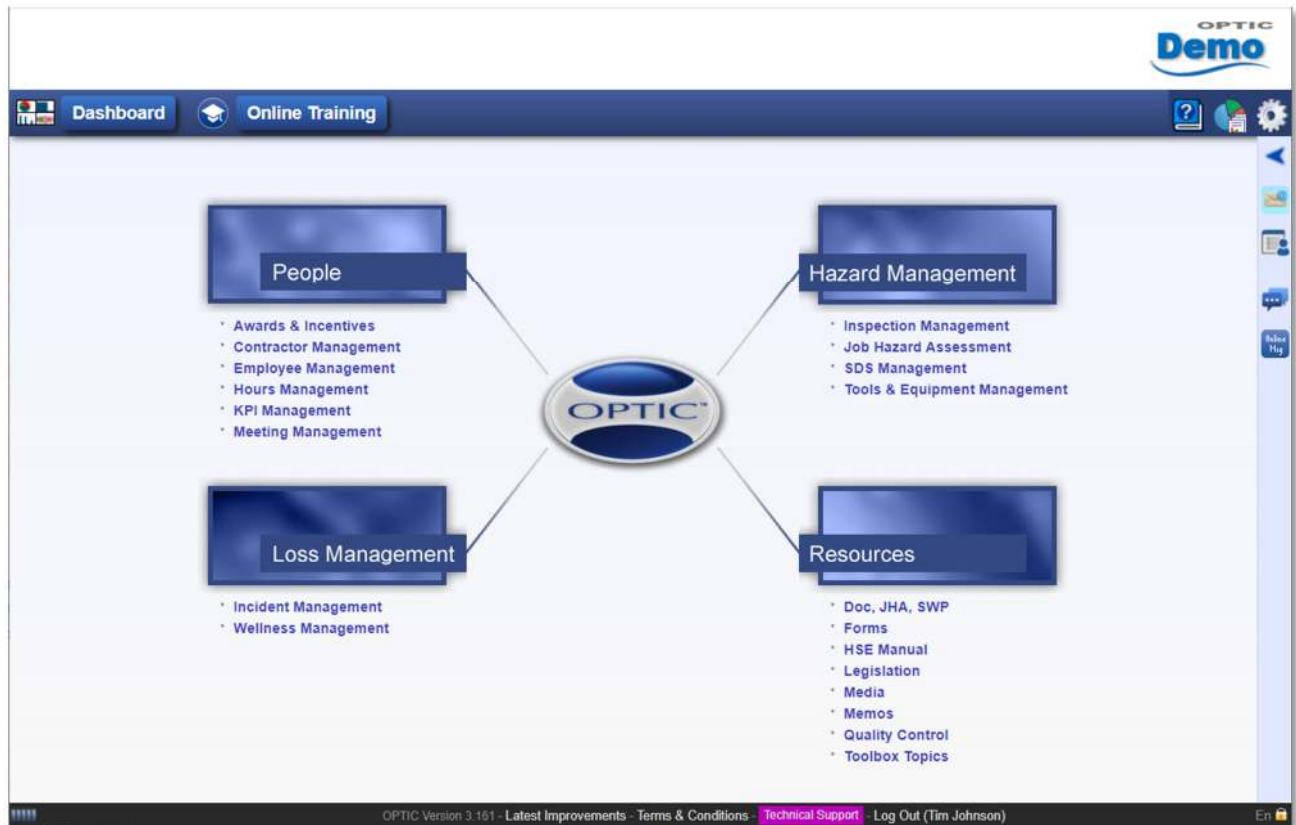 OPTIC
Demo
Dashboard
Online Training
People
Awards & Incentives
Contractor Management
Employee Management
Hours Management
KPI Management
Meeting Management
Hazard Management
Inspection Management
Job Hazard Assessment
SDS Management
Tools & Equipment Management
OPTIC™
Loss Management
Incident Management
Wellness Management
Resources
Doc, JHA, SWP
Forms
HSE Manual
Legislation
Media
Memos
Quality Control
Toolbox Topics
OPTIC Version 3.161 - Latest Improvements - Terms & Conditions - Technical Support - Log Out (Tim Johnson)
En